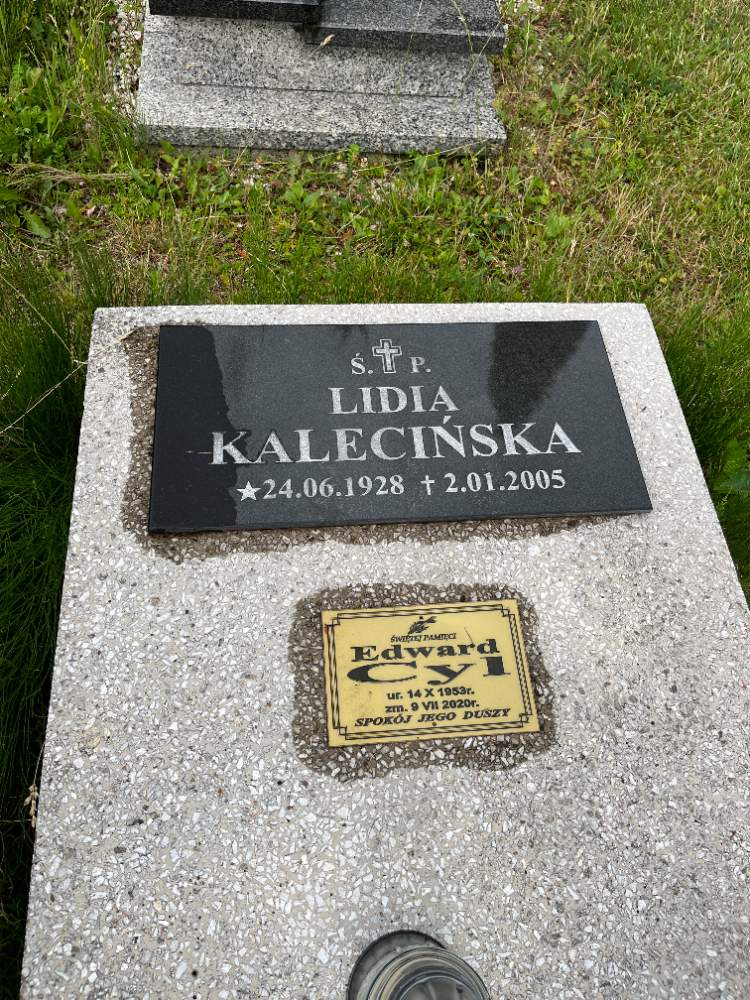 Ś. P.
LIDIA
KALECIŃSKA
24.06.1928 † 2.01.2005
ŚWIĘTEJ PAMIĘCI
Edward
Cyl
ur. 14 X 1953r.
zm. 9 VII 2020r.
SPOKÓJ JEGO DUSZY